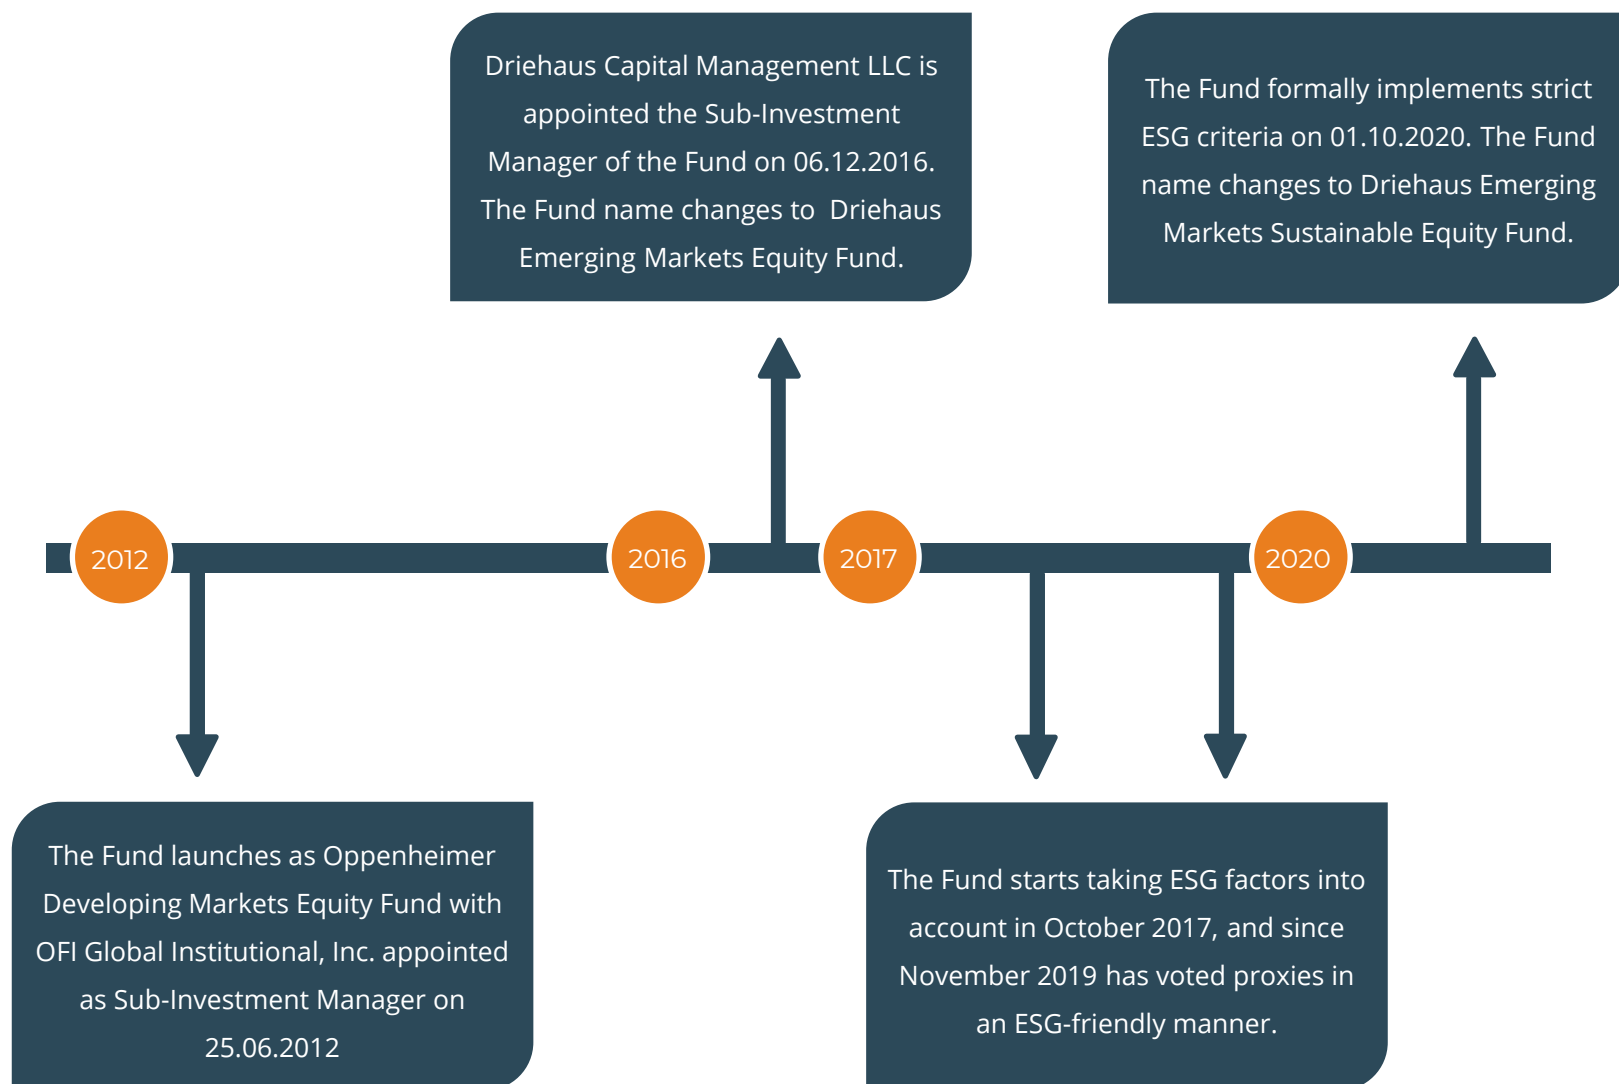 Driehaus Capital Management LLC is
appointed the Sub-Investment
Manager of the Fund on 06.12.2016.
The Fund name changes to Driehaus
Emerging Markets Equity Fund.
The Fund formally implements strict
ESG criteria on 01.10.2020. The Fund
name changes to Driehaus Emerging
Markets Sustainable Equity Fund.
2012
2016
2017
2020
The Fund launches as Oppenheimer
Developing Markets Equity Fund with
OFI Global Institutional, Inc. appointed
as Sub-Investment Manager on
25.06.2012
The Fund starts taking ESG factors into
account in October 2017, and since
November 2019 has voted proxies in
an ESG-friendly manner.